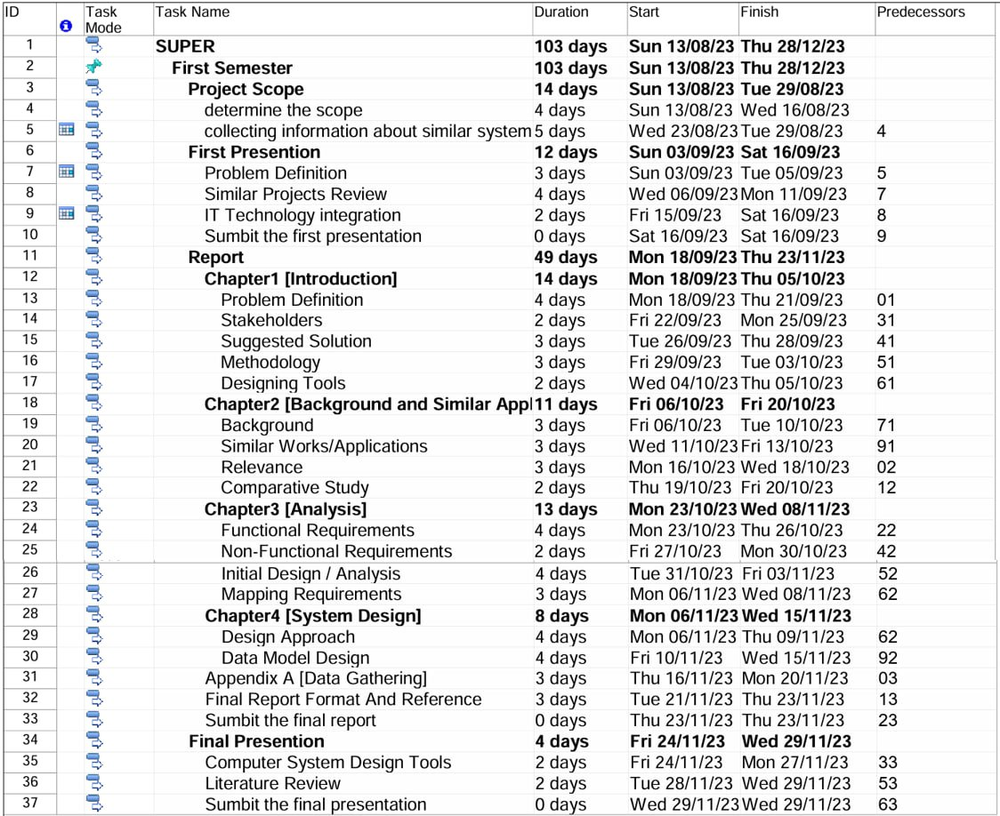 ID Task Mode Task Name Duration Start Finish Predecessors
1 SUPER 103 days Sun 13/08/23 Thu 28/12/23
2 First Semester 103 days Sun 13/08/23 Thu 28/12/23
3 Project Scope 14 days Sun 13/08/23 Tue 29/08/23
4 determine the scope 4 days Sun 13/08/23 Wed 16/08/23
5 collecting information about similar system 5 days Wed 23/08/23 Tue 29/08/23 4
6 First Presention 12 days Sun 03/09/23 Sat 16/09/23
7 Problem Definition 3 days Sun 03/09/23 Tue 05/09/23 5
8 Similar Projects Review 4 days Wed 06/09/23 Mon 11/09/23 7
9 IT Technology integration 2 days Fri 15/09/23 Sat 16/09/23 8
10 Sumbit the first presentation 0 days Sat 16/09/23 Sat 16/09/23 9
11 Report 49 days Mon 18/09/23 Thu 23/11/23
12 Chapter1 [Introduction] 14 days Mon 18/09/23 Thu 05/10/23
13 Problem Definition 4 days Mon 18/09/23 Thu 21/09/23 01
14 Stakeholders 2 days Fri 22/09/23 Mon 25/09/23 31
15 Suggested Solution 3 days Tue 26/09/23 Thu 28/09/23 41
16 Methodology 3 days Fri 29/09/23 Tue 03/10/23 51
17 Designing Tools 2 days Wed 04/10/23 Thu 05/10/23 61
18 Chapter2 [Background and Similar Appl 11 days Fri 06/10/23 Fri 20/10/23
19 Background 3 days Fri 06/10/23 Tue 10/10/23 71
20 Similar Works/Applications 3 days Wed 11/10/23 Fri 13/10/23 91
21 Relevance 3 days Mon 16/10/23 Wed 18/10/23 02
22 Comparative Study 2 days Thu 19/10/23 Fri 20/10/23 12
23 Chapter3 [Analysis] 13 days Mon 23/10/23 Wed 08/11/23
24 Functional Requirements 4 days Mon 23/10/23 Thu 26/10/23 22
25 Non-Functional Requirements 2 days Fri 27/10/23 Mon 30/10/23 42
26 Initial Design / Analysis 4 days Tue 31/10/23 Fri 03/11/23 52
27 Mapping Requirements 3 days Mon 06/11/23 Wed 08/11/23 62
28 Chapter4 [System Design] 8 days Mon 06/11/23 Wed 15/11/23
29 Design Approach 4 days Mon 06/11/23 Thu 09/11/23 62
30 Data Model Design 4 days Fri 10/11/23 Wed 15/11/23 92
31 Appendix A [Data Gathering] 3 days Thu 16/11/23 Mon 20/11/23 03
32 Final Report Format And Reference 3 days Tue 21/11/23 Thu 23/11/23 13
33 Sumbit the final report 0 days Thu 23/11/23 Thu 23/11/23 23
34 Final Presention 4 days Fri 24/11/23 Wed 29/11/23
35 Computer System Design Tools 2 days Fri 24/11/23 Mon 27/11/23 33
36 Literature Review 2 days Tue 28/11/23 Wed 29/11/23 53
37 Sumbit the final presentation 0 days Wed 29/11/23 Wed 29/11/23 63